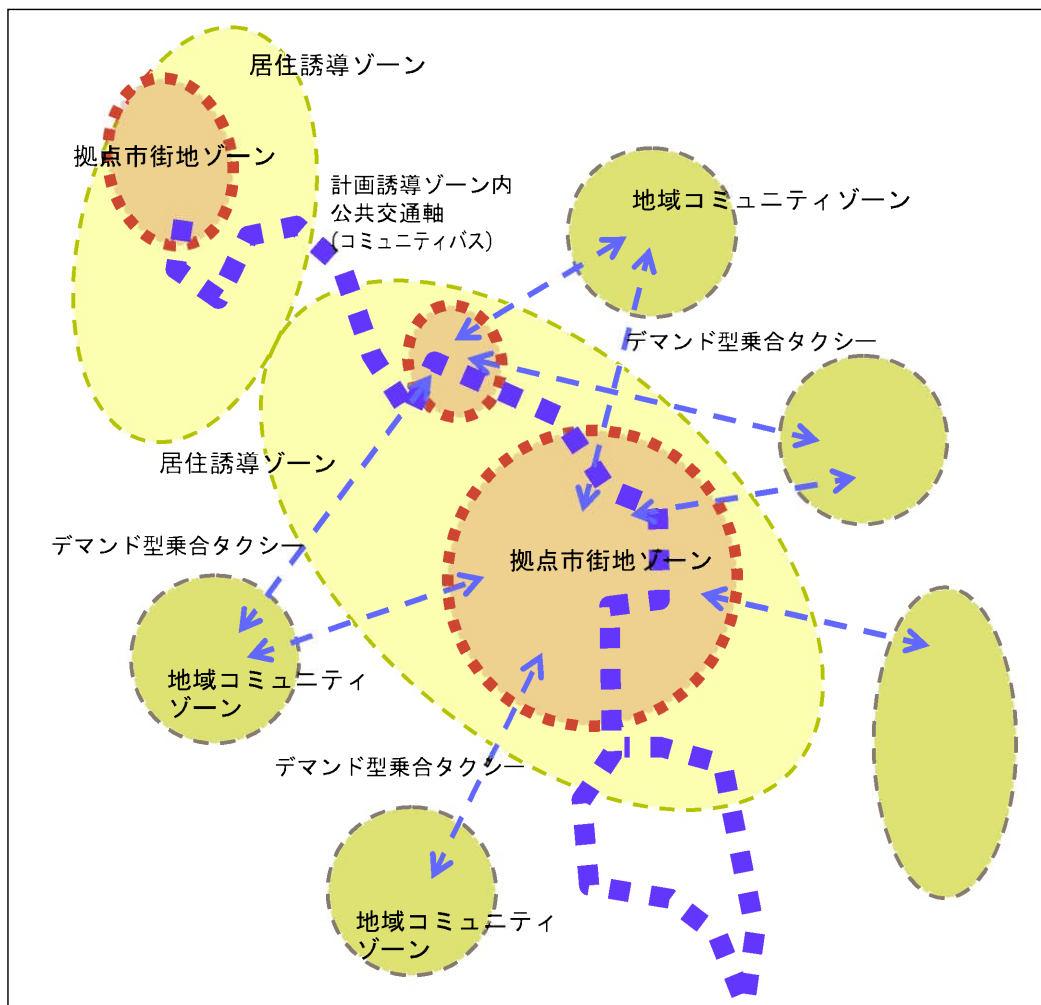 居住誘導ゾーン
拠点市街地ゾーン
計画誘導ゾーン内
公共交通軸
(コミュニティバス)
地域コミュニティゾーン
デマンド型乗合タクシー
居住誘導ゾーン
デマンド型乗合タクシー
拠点市街地ゾーン
地域コミュニティ
ゾーン
デマンド型乗合タクシー
地域コミュニティ
ゾーン